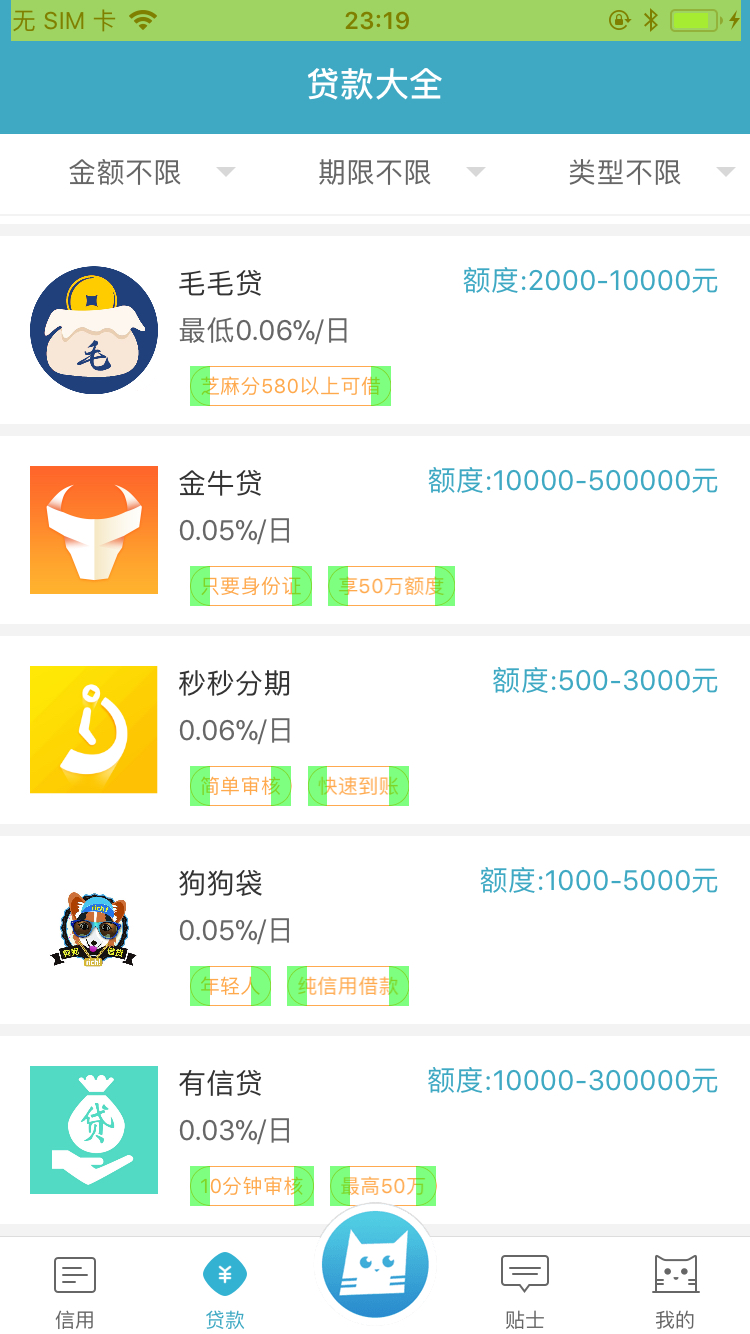 无 SIM 卡 23:19
贷款大全
金额不限 期限不限 类型不限
毛
毛毛贷 额度:2000-10000元
最低0.06%/日
芝麻分580以上可借
金牛贷 额度:10000-500000元
0.05%/日
只要身份证 享50万额度
秒秒分期 额度:500-3000元
0.06%/日
简单审核 快速到账
狗狗袋 额度:1000-5000元
0.05%/日
年轻人 纯信用借款
贷
有信贷 额度:10000-300000元
0.03%/日
10分钟审核 最高50万
¥
信用 贷款 贴士 我的